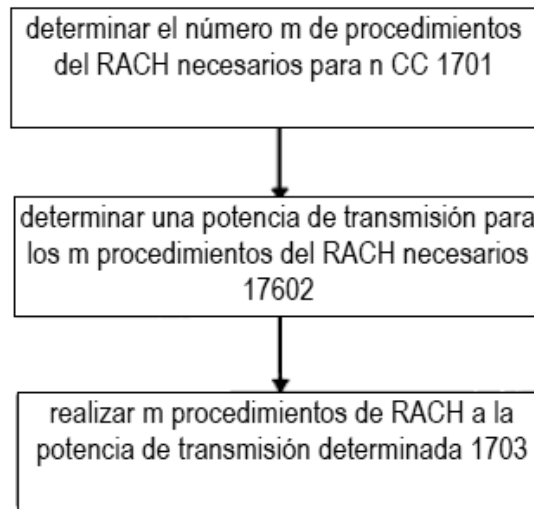 determinar el número m de procedimientos
del RACH necesarios para n CC 1701
determinar una potencia de transmisión para
los m procedimientos del RACH necesarios
17602
realizar m procedimientos de RACH a la
potencia de transmisión determinada 1703